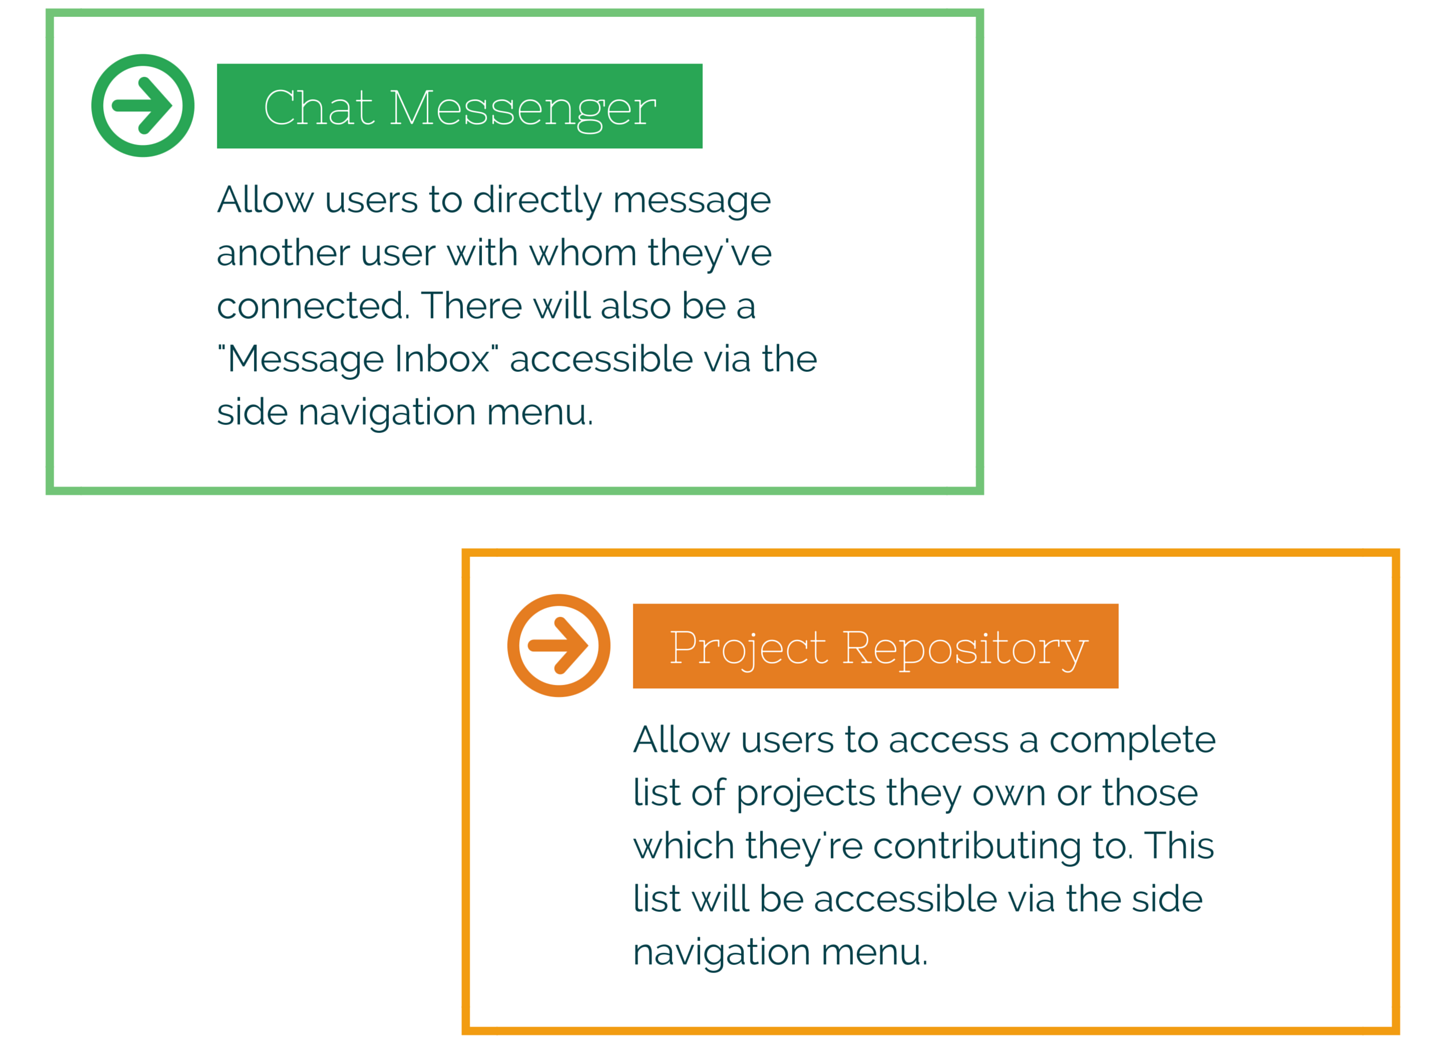 Chat Messenger
Allow users to directly message
another user with whom they've
connected. There will also be a
"Message Inbox" accessible via the
side navigation menu.
Project Repository
Allow users to access a complete
list of projects they own or those
which they're contributing to. This
list will be accessible via the side
navigation menu.